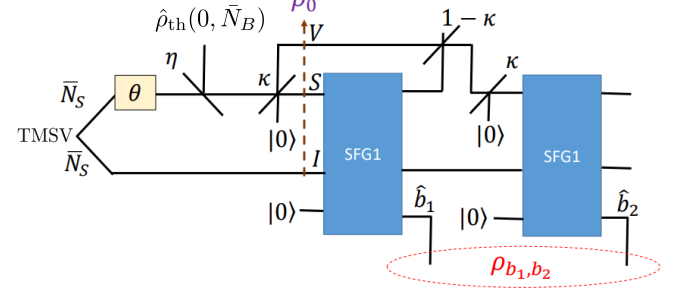 ρ₀
ρ̂th(0, N̄B)
V
1 − κ
η
κ
κ
N̄S
θ
S
|0⟩
|0⟩
TMSV
SFG1
SFG1
N̄S
I
b̂₁
b̂₂
|0⟩
|0⟩
ρb₁,b₂